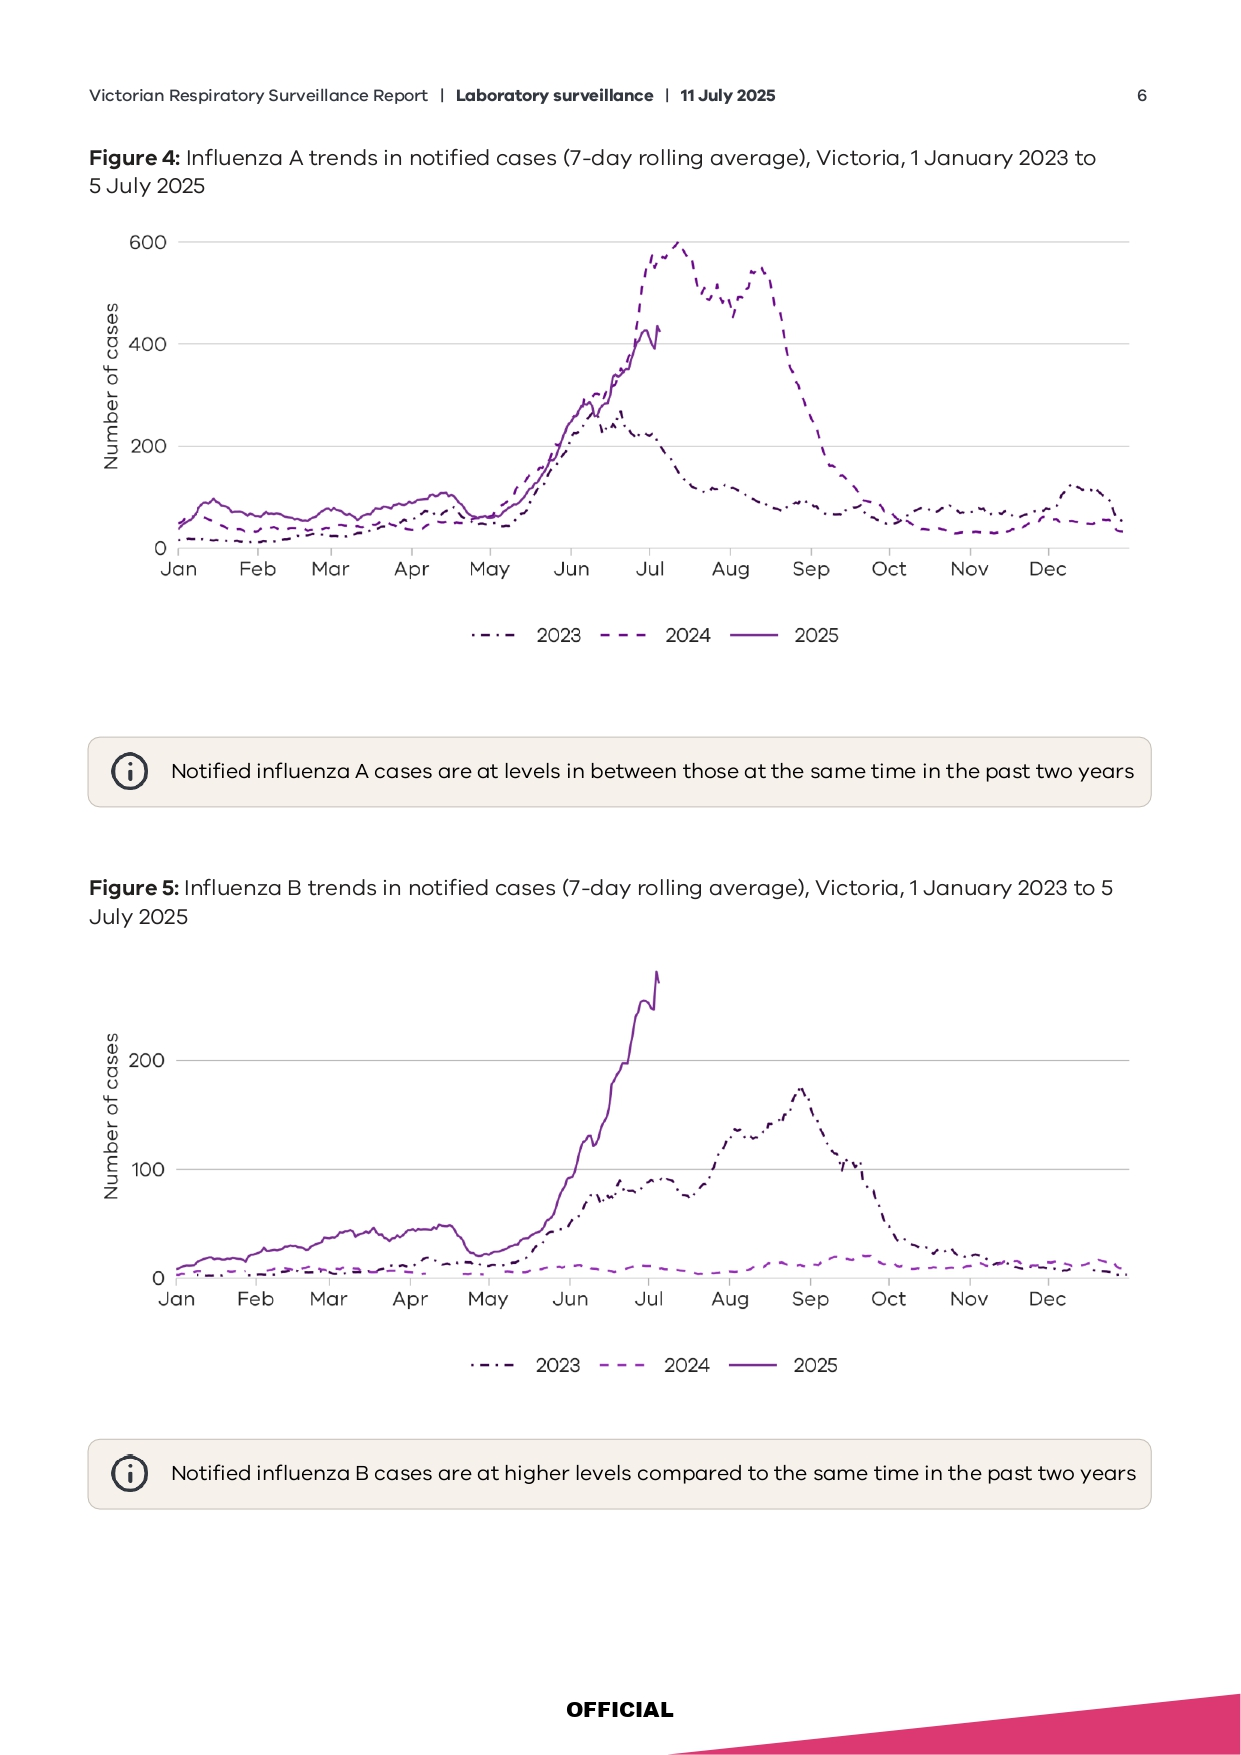 Victorian Respiratory Surveillance Report | Laboratory surveillance | 11 July 2025 6
Figure 4: Influenza A trends in notified cases (7-day rolling average), Victoria, 1 January 2023 to
5 July 2025
Number of cases
600
400
200
0
Jan Feb Mar Apr May Jun Jul Aug Sep Oct Nov Dec
2023 2024 2025
Notified influenza A cases are at levels in between those at the same time in the past two years
Figure 5: Influenza B trends in notified cases (7-day rolling average), Victoria, 1 January 2023 to 5
July 2025
Number of cases
200
100
0
Jan Feb Mar Apr May Jun Jul Aug Sep Oct Nov Dec
2023 2024 2025
Notified influenza B cases are at higher levels compared to the same time in the past two years
OFFICIAL